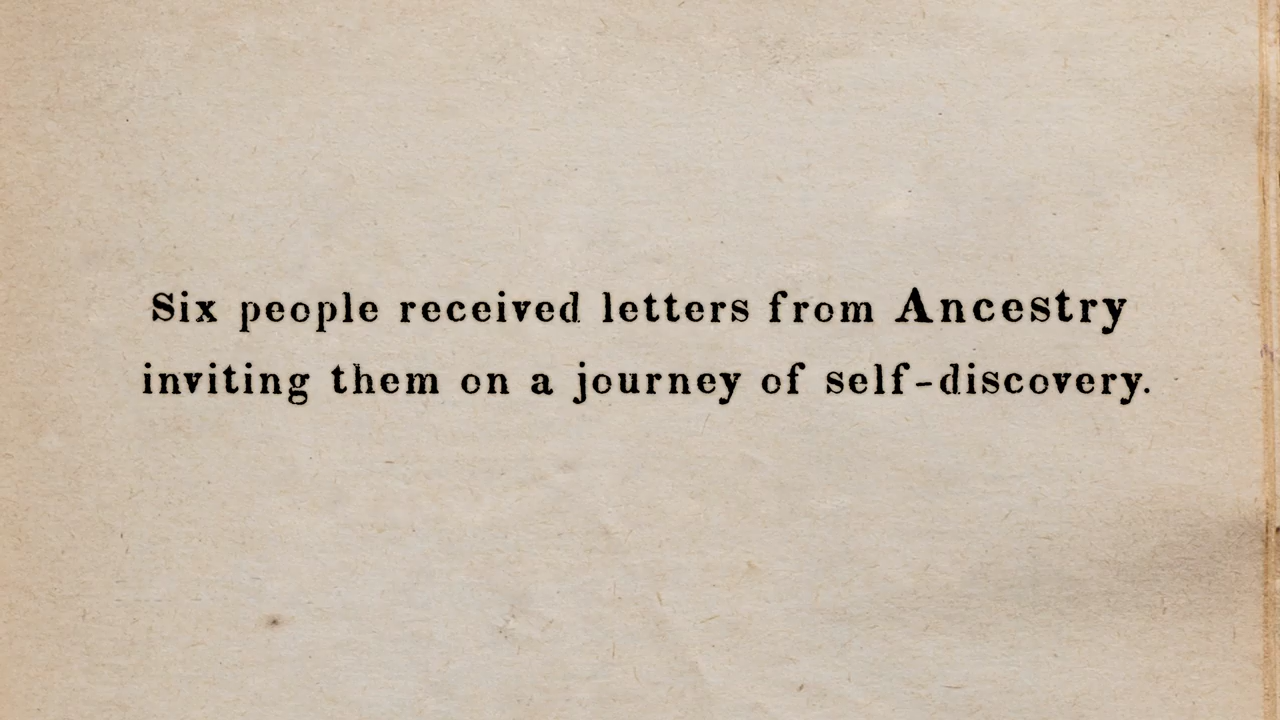 Six people received letters from Ancestry
inviting them on a journey of self-discovery.